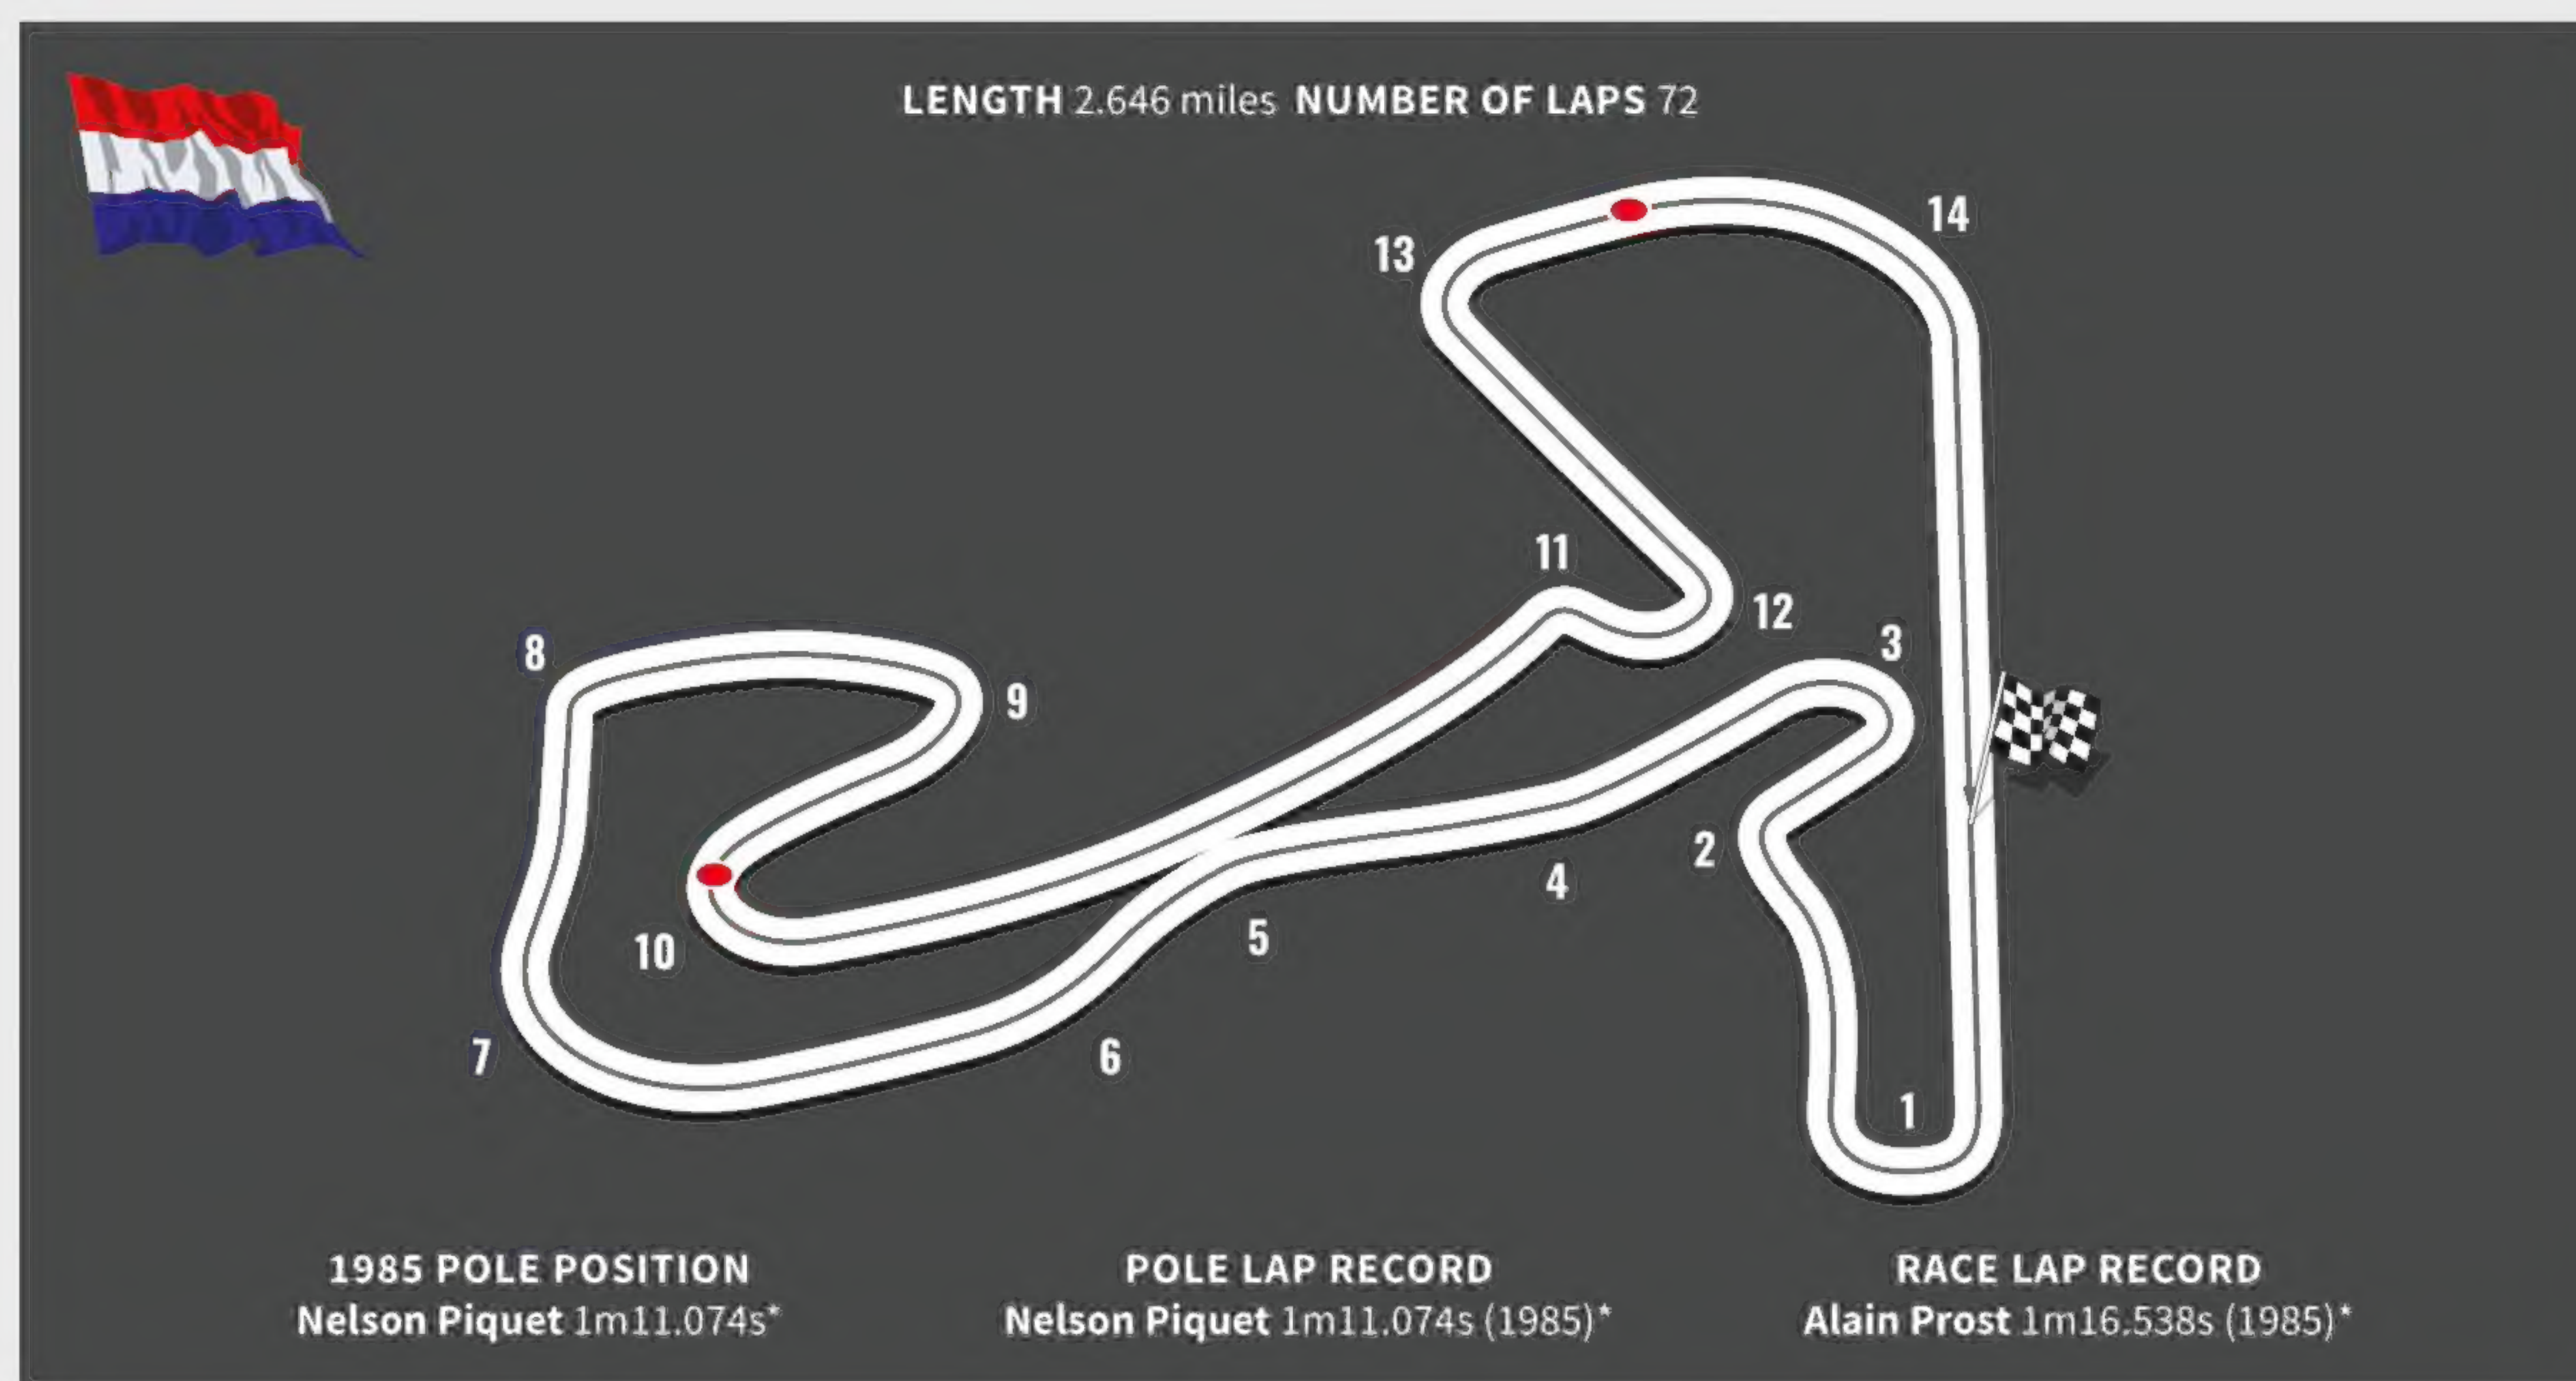 LENGTH 2.646 miles NUMBER OF LAPS 72
14
13
11
12
3
8
9
2
4
5
10
7
6
1
1985 POLE POSITION
Nelson Piquet 1m11.074s*
POLE LAP RECORD
Nelson Piquet 1m11.074s (1985)*
RACE LAP RECORD
Alain Prost 1m16.538s (1985)*